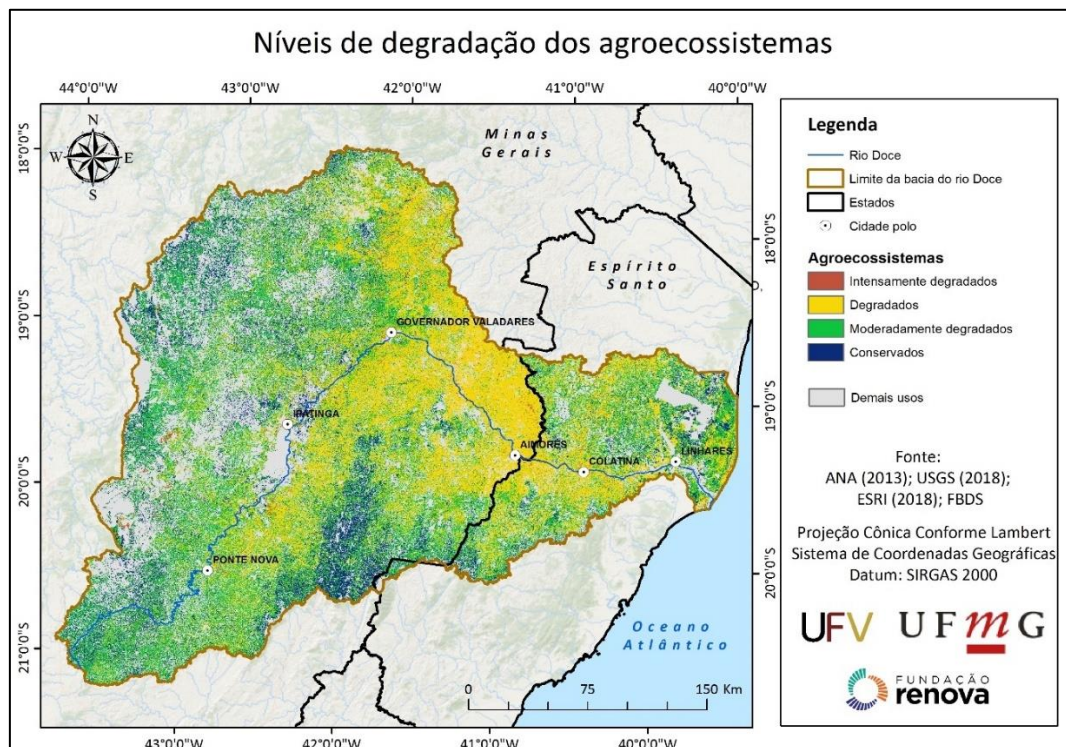 Níveis de degradação dos agroecossistemas
44°0'0"W 43°0'0"W 42°0'0"W 41°0'0"W 40°0'0"W
18°0'0"S
19°0'0"S
20°0'0"S
21°0'0"S
N
W E
S
Minas
Gerais
Espírito
Santo
GOVERNADOR VALADARES
IPATINGA
AIMORÉS
COLATINA
LINHARES
PONTE NOVA
Oceano
Atlântico
0 75 150 Km
18°0'0"S
19°0'0"S
20°0'0"S
43°0'0"W 42°0'0"W 41°0'0"W 40°0'0"W
Legenda
Rio Doce
Limite da bacia do rio Doce
Estados
Cidade polo
Agroecossistemas
Intensamente degradados
Degradados
Moderadamente degradados
Conservados
Demais usos
Fonte:
ANA (2013); USGS (2018);
ESRI (2018); FBDS
Projeção Cônica Conforme Lambert
Sistema de Coordenadas Geográficas
Datum: SIRGAS 2000
UFV UFmG
FUNDAÇÃO
renova